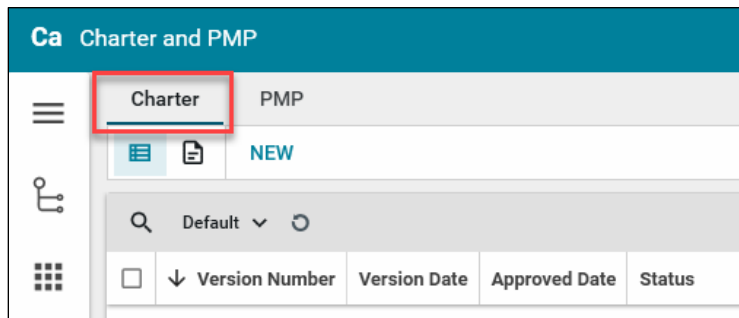 Ca Charter and PMP
Charter PMP
NEW
Default
Version Number Version Date Approved Date Status